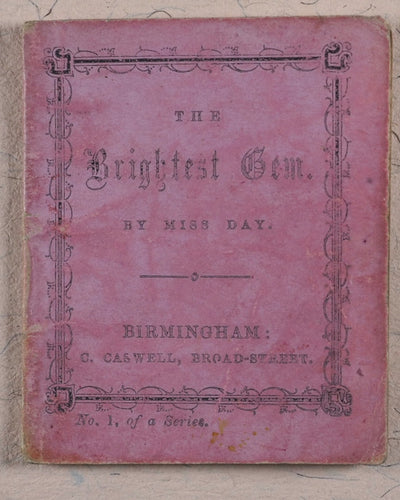 THE
Brightest Gem.
BY MISS DAY.
BIRMINGHAM:
C. CASWELL, BROAD-STREET.
No. 1, of a Series.